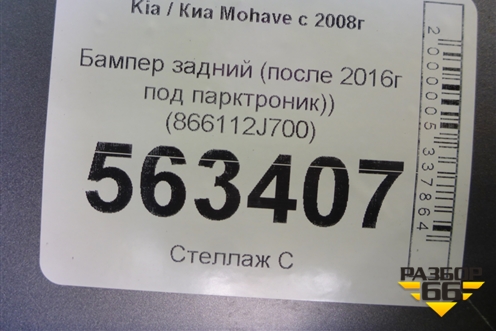 Kia / Киа Mohave с 2008г
Бампер задний (после 2016г
под парктроник))
(866112J700)
563407
Стеллаж С
2000005337864
РАЗБОР
66